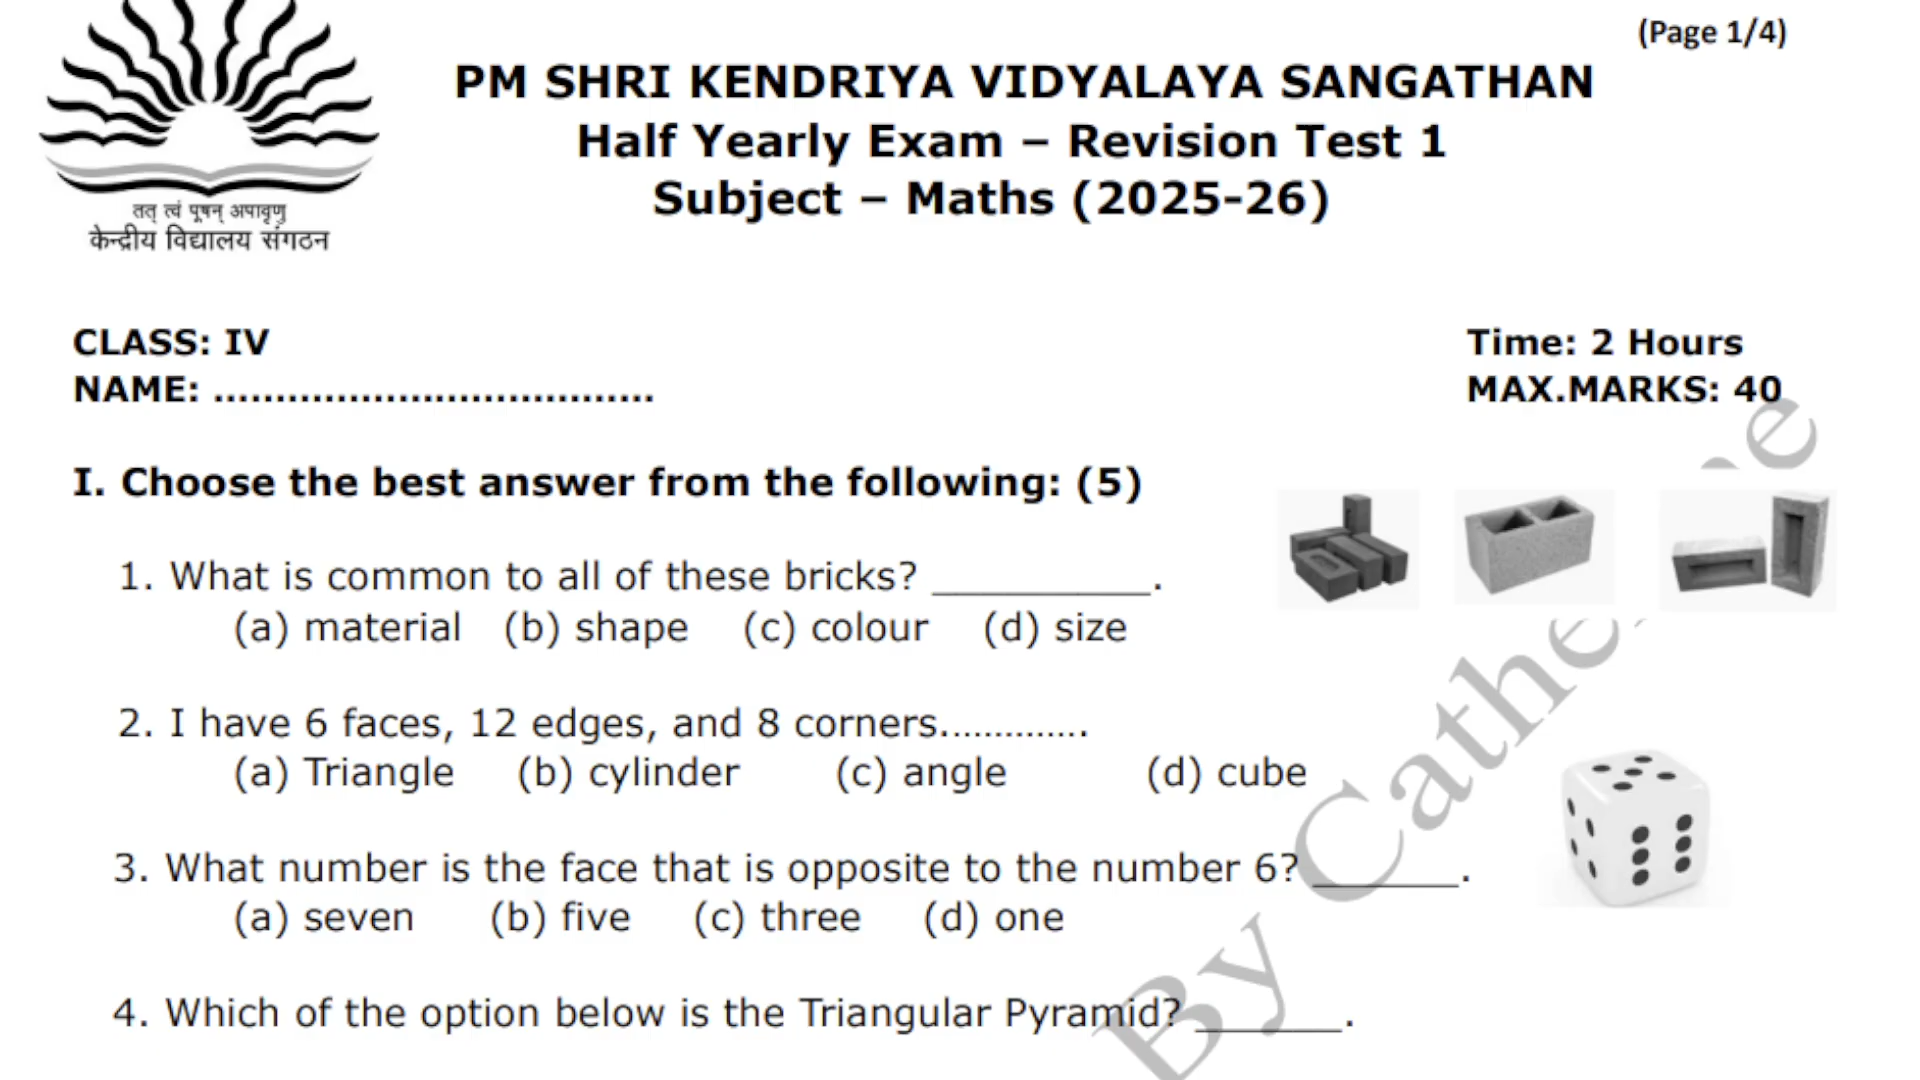 (Page 1/4)
PM SHRI KENDRIYA VIDYALAYA SANGATHAN
Half Yearly Exam – Revision Test 1
Subject – Maths (2025-26)
तत् त्वं पूषन् अपावृणु
केन्द्रीय विद्यालय संगठन
CLASS: IV
Time: 2 Hours
NAME: ....................................
MAX.MARKS: 40
I. Choose the best answer from the following: (5)
1. What is common to all of these bricks? ___________.
(a) material (b) shape (c) colour (d) size
2. I have 6 faces, 12 edges, and 8 corners..............
(a) Triangle (b) cylinder (c) angle (d) cube
3. What number is the face that is opposite to the number 6? _______.
(a) seven (b) five (c) three (d) one
4. Which of the option below is the Triangular Pyramid? _______.
By Cathe e